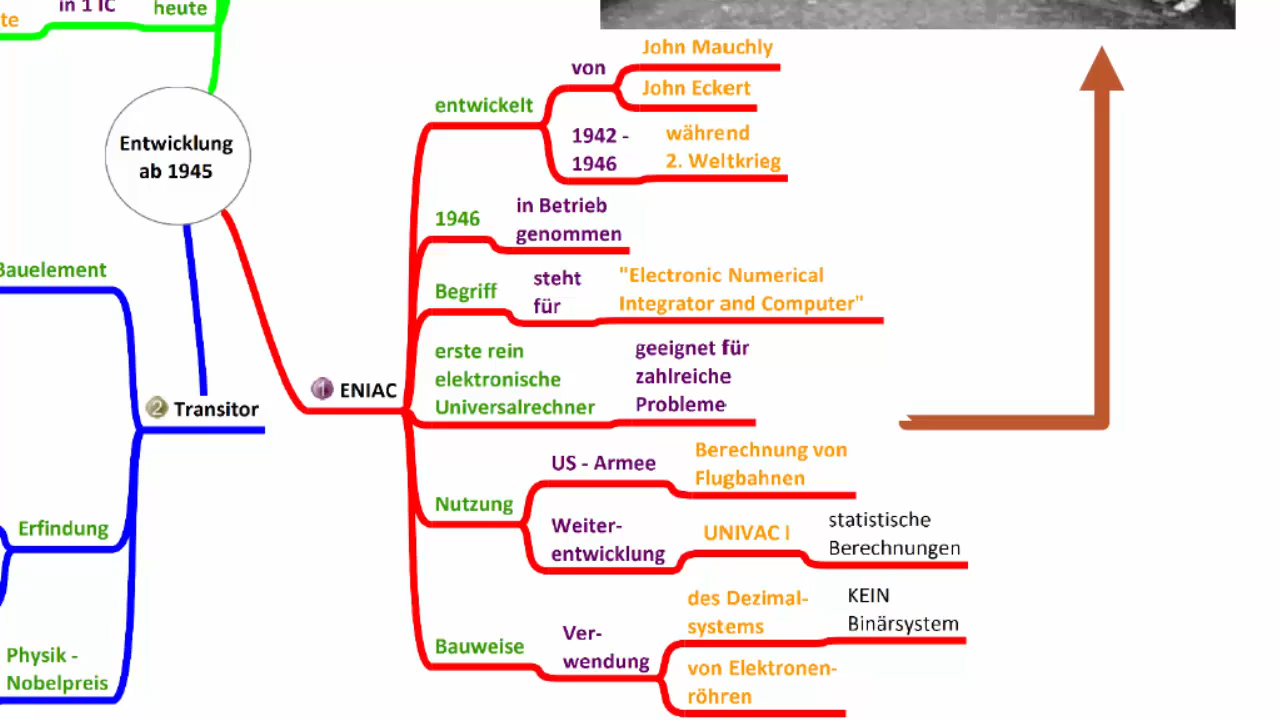 te
in 1 IC
heute
Entwicklung
ab 1945
Bauelement
2 Transitor
Erfindung
Physik -
Nobelpreis
1 ENIAC
entwickelt
von
John Mauchly
John Eckert
1942 -
1946
während
2. Weltkrieg
1946
in Betrieb
genommen
Begriff
steht
für
"Electronic Numerical
Integrator and Computer"
erste rein
elektronische
Universalrechner
geeignet für
zahlreiche
Probleme
Nutzung
US - Armee
Berechnung von
Flugbahnen
Weiter-
entwicklung
UNIVAC I
statistische
Berechnungen
Bauweise
Ver-
wendung
des Dezimal-
systems
KEIN
Binärsystem
von Elektronen-
röhren